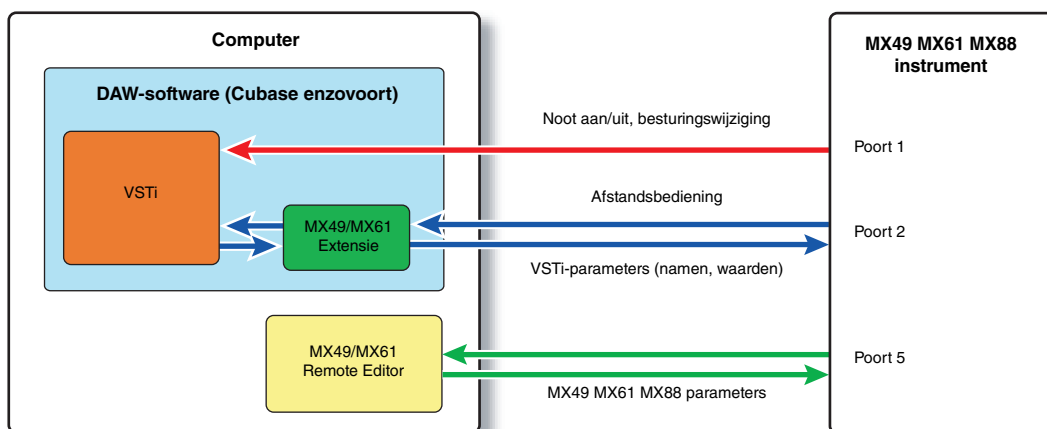 Computer
DAW-software (Cubase enzovoort)
VSTi
MX49/MX61
Extensie
MX49/MX61
Remote Editor
Noot aan/uit, besturingswijziging
Afstandsbediening
VSTi-parameters (namen, waarden)
MX49 MX61 MX88 parameters
MX49 MX61 MX88
instrument
Poort 1
Poort 2
Poort 5